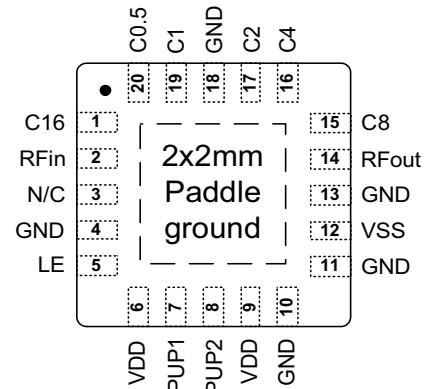 C0.5 C1 GND C2 C4
20 19 18 17 16
C16 1 15 C8
RFin 2 2x2mm 14 RFout
N/C 3 Paddle 13 GND
GND 4 ground 12 VSS
LE 5 11 GND
6 7 8 9 10
VDD PUP1 PUP2 VDD GND